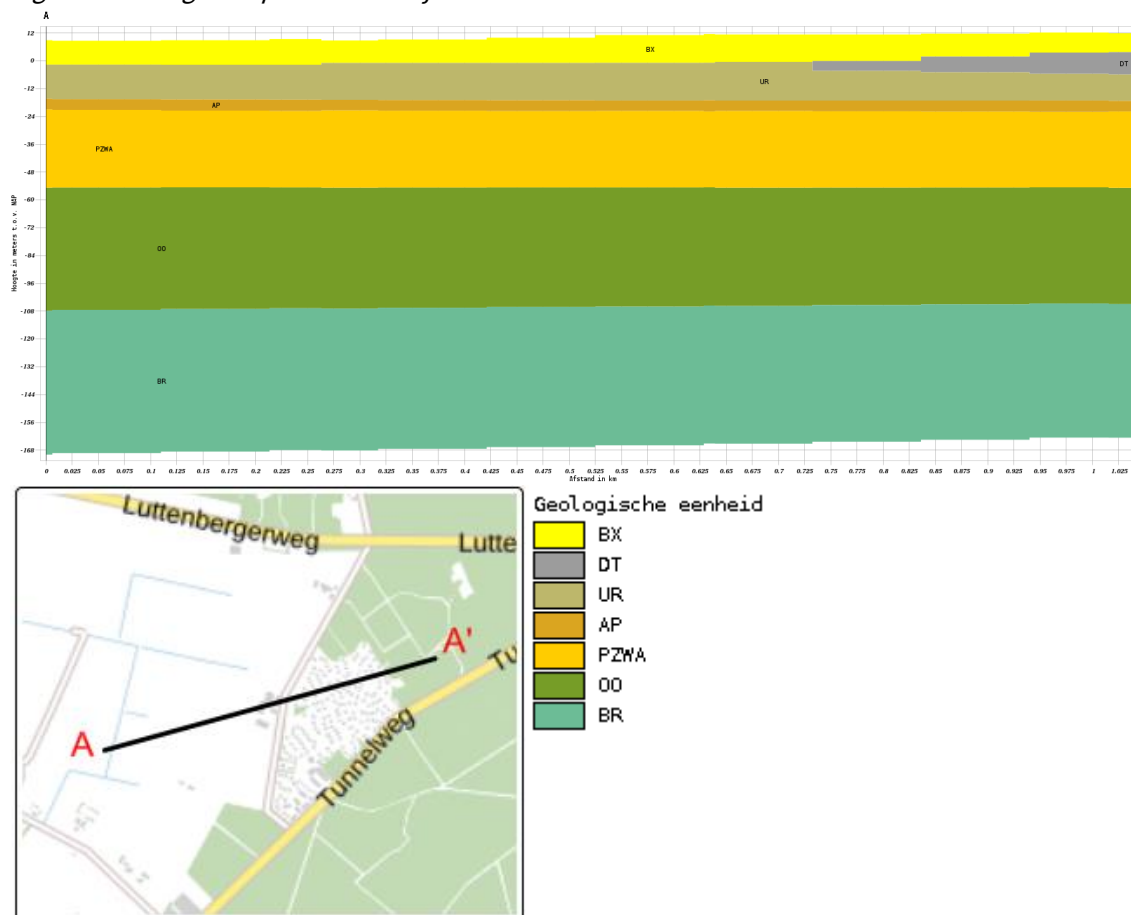 A
12
0
-12
-24
-36
-48
-60
-72
-84
-96
-108
-120
-132
-144
-156
-168
Hoogte in meters t.o.v. NAP
BX
DT
UR
AP
PZWA
OO
BR
0 0.025 0.05 0.075 0.1 0.125 0.15 0.175 0.2 0.225 0.25 0.275 0.3 0.325 0.35 0.375 0.4 0.425 0.45 0.475 0.5 0.525 0.55 0.575 0.6 0.625 0.65 0.675 0.7 0.725 0.75 0.775 0.8 0.825 0.85 0.875 0.9 0.925 0.95 0.975 1 1.025
Afstand in km
Luttenbergerweg
Lutte
A'
Tu
A
Tunnelweg
Geologische eenheid
BX
DT
UR
AP
PZWA
OO
BR